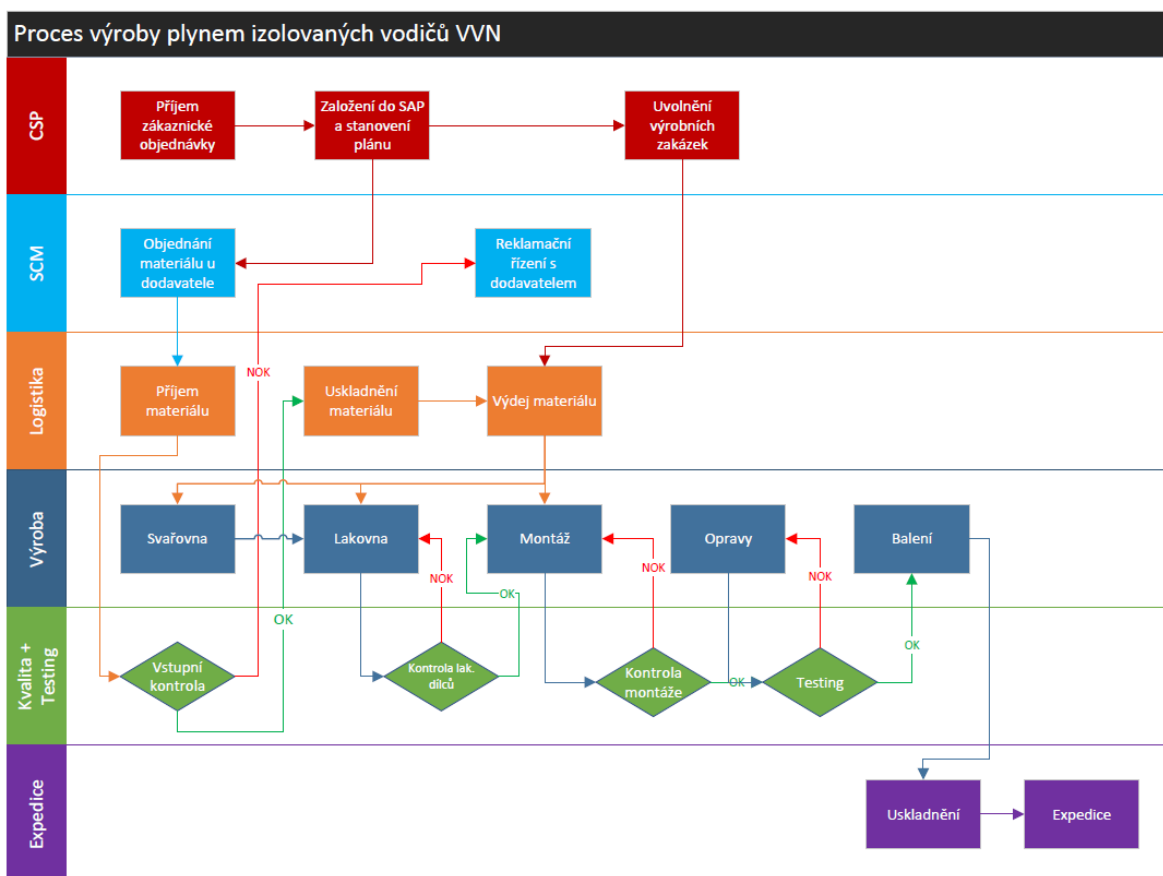 Proces výroby plynem izolovaných vodičů VVN
CSP
Příjem
zákaznické
objednávky
Založení do SAP
a stanovení
plánu
Uvolnění
výrobních
zakázek
SCM
Objednání
materiálu u
dodavatele
Reklamační
řízení s
dodavatelem
Logistika
Příjem
materiálu
NOK
Uskladnění
materiálu
Výdej materiálu
Výroba
Svařovna
Lakovna
Montáž
Opravy
Balení
NOK
OK
NOK
NOK
OK
OK
Kvalita +
Testing
Vstupní
kontrola
Kontrola lak.
dílců
Kontrola
montáže
OK
Testing
Expedice
Uskladnění
Expedice